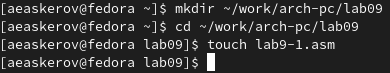 [aeaskerov@fedora ~]$ mkdir ~/work/arch-pc/lab09
[aeaskerov@fedora ~]$ cd ~/work/arch-pc/lab09
[aeaskerov@fedora lab09]$ touch lab9-1.asm
[aeaskerov@fedora lab09]$